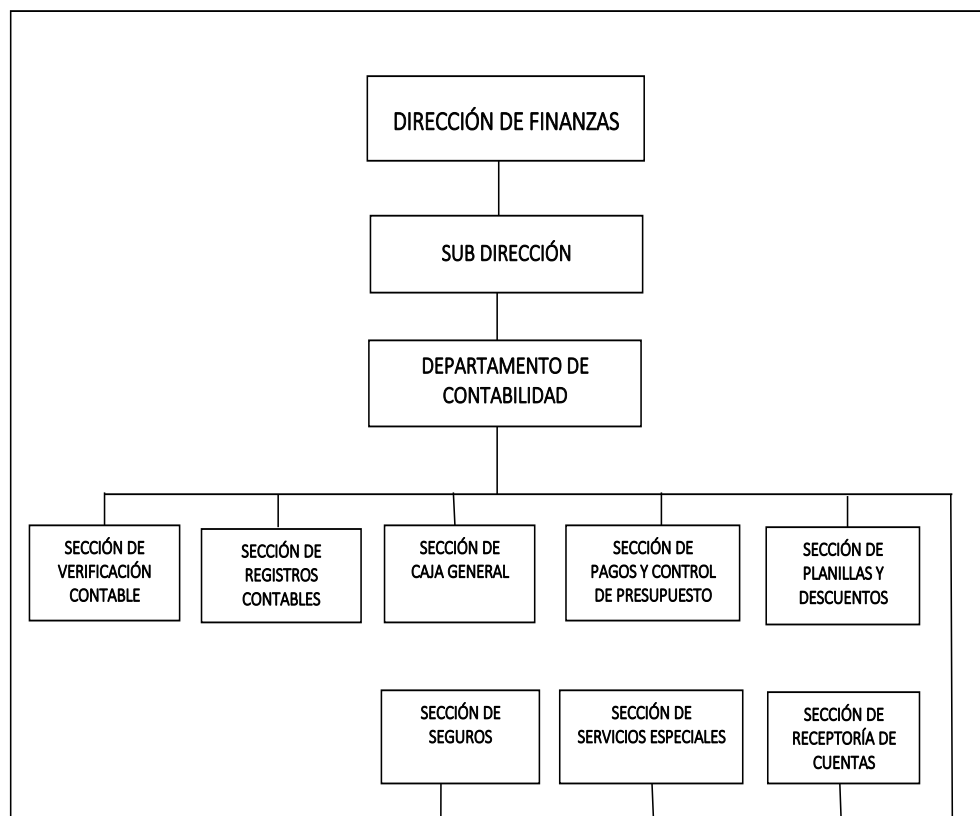 DIRECCIÓN DE FINANZAS
SUB DIRECCIÓN
DEPARTAMENTO DE
CONTABILIDAD
SECCIÓN DE
VERIFICACIÓN
CONTABLE
SECCIÓN DE
REGISTROS
CONTABLES
SECCIÓN DE
CAJA GENERAL
SECCIÓN DE
PAGOS Y CONTROL
DE PRESUPUESTO
SECCIÓN DE
PLANILLAS Y
DESCUENTOS
SECCIÓN DE
SEGUROS
SECCIÓN DE
SERVICIOS ESPECIALES
SECCIÓN DE
RECEPTORÍA DE
CUENTAS